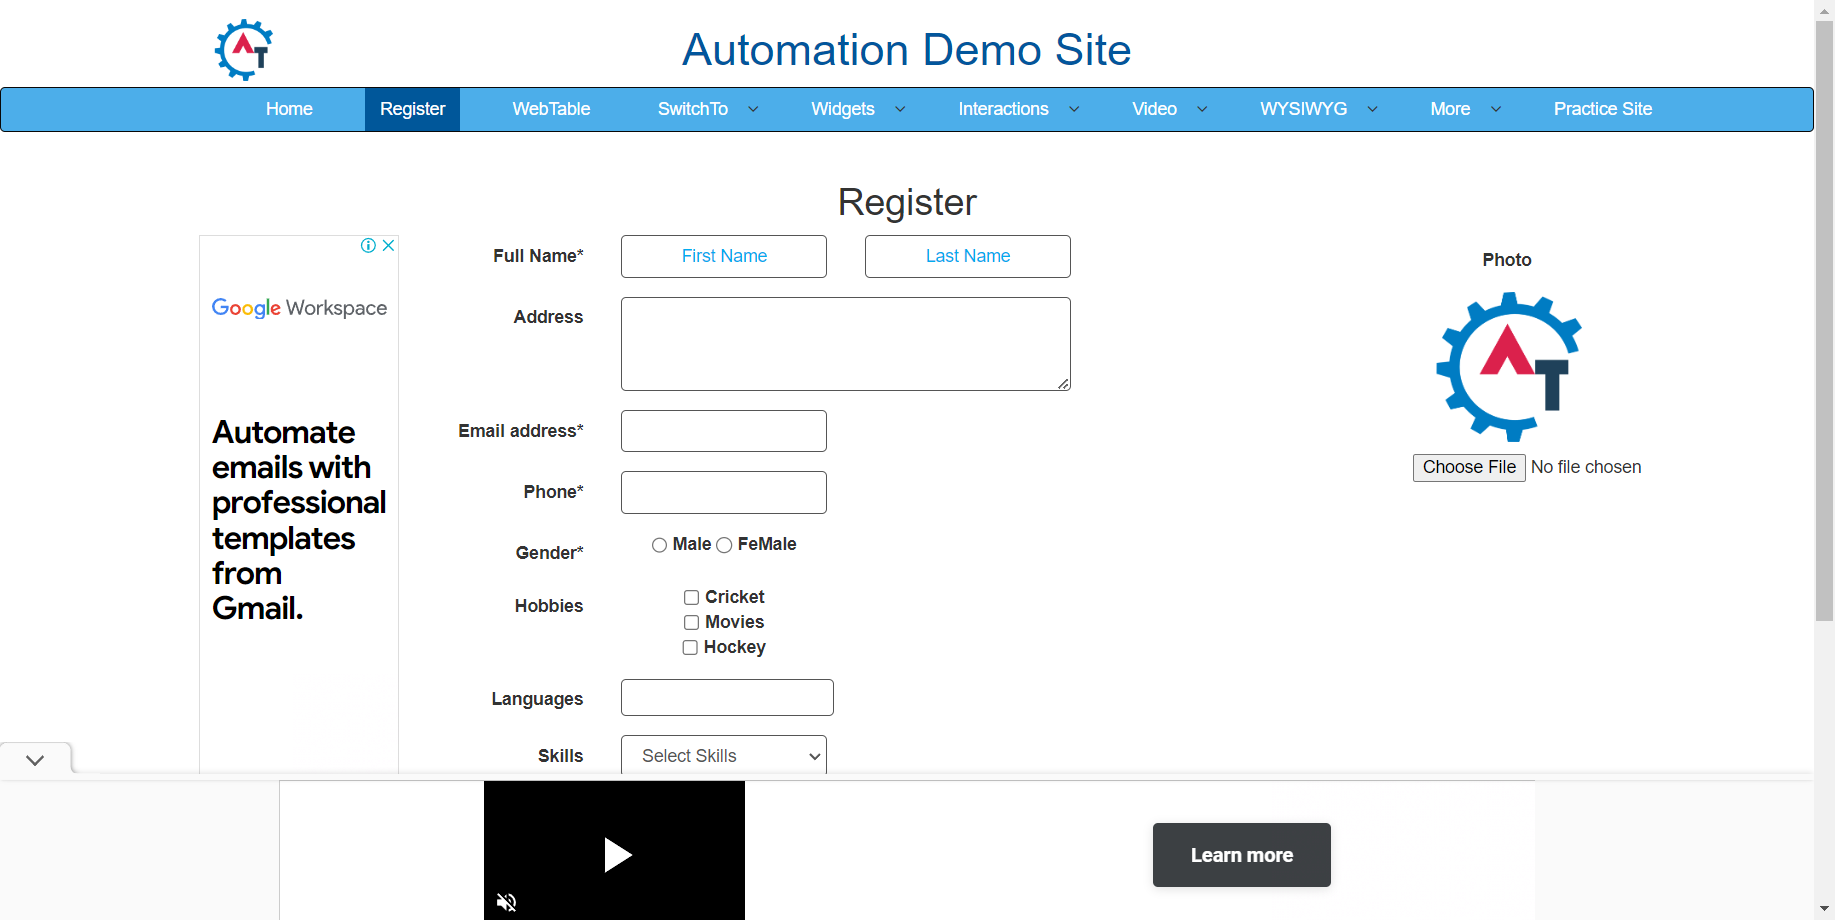 AT
Automation Demo Site
Home Register WebTable SwitchTo Widgets Interactions Video WYSIWYG More Practice Site
Register
Google Workspace
Automate
emails with
professional
templates
from
Gmail.
Full Name* First Name Last Name
Address
Email address*
Phone*
Gender* Male FeMale
Hobbies Cricket
Movies
Hockey
Languages
Skills Select Skills
Photo
AT
Choose File No file chosen
Learn more